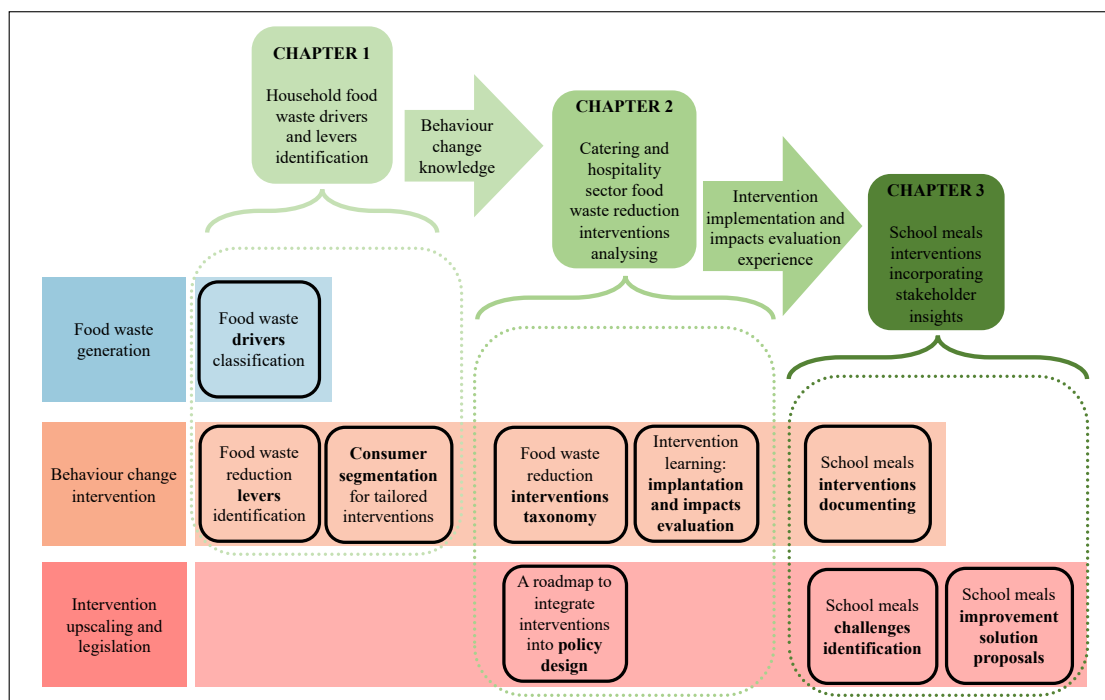 CHAPTER 1
Household food
waste drivers
and levers
identification
Behaviour
change
knowledge
CHAPTER 2
Catering and
hospitality
sector food
waste reduction
interventions
analysing
Intervention
implementation and
impacts evaluation
experience
CHAPTER 3
School meals
interventions
incorporating
stakeholder
insights
Food waste
generation
Food waste
drivers
classification
Behaviour change
intervention
Food waste
reduction
levers
identification
Consumer
segmentation
for tailored
interventions
Food waste
reduction
interventions
taxonomy
Intervention
learning:
implantation
and impacts
evaluation
School meals
interventions
documenting
Intervention
upscaling and
legislation
A roadmap to
integrate
interventions
into policy
design
School meals
challenges
identification
School meals
improvement
solution
proposals